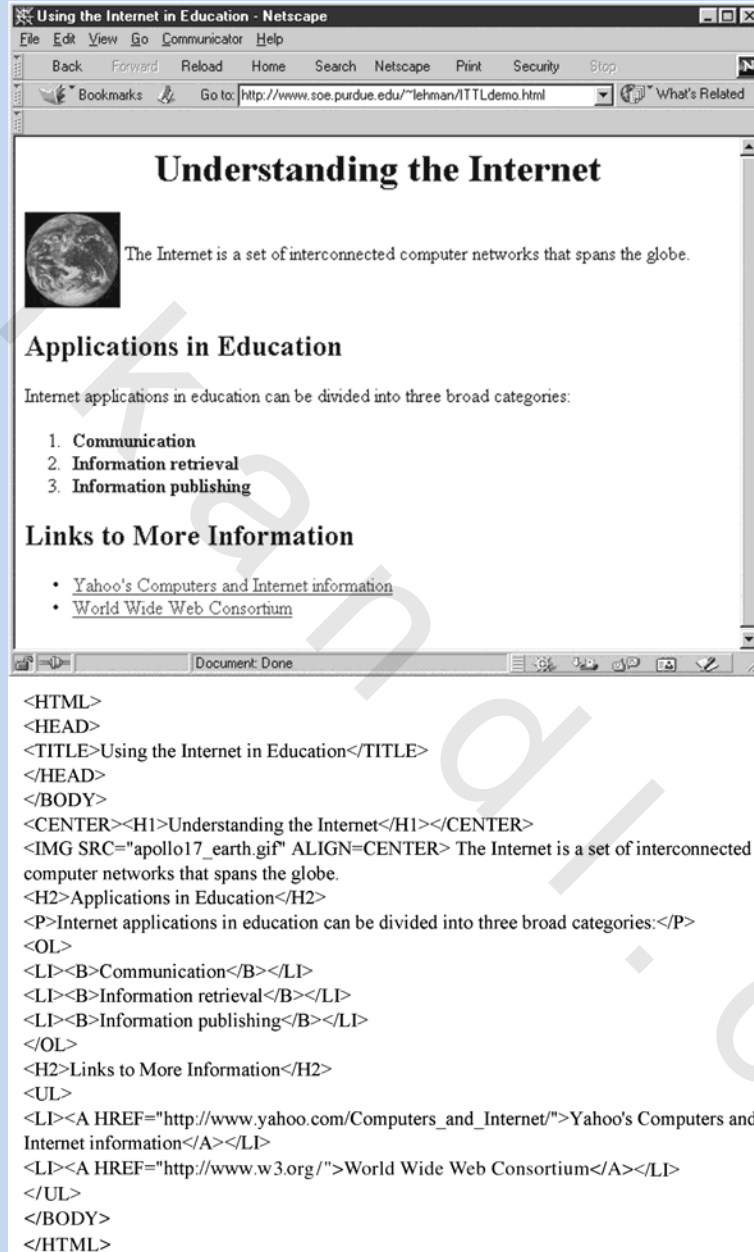 Using the Internet in Education - Netscape
File Edit View Go Communicator Help
Back Forward Reload Home Search Netscape Print Security Stop N
Bookmarks Go to: http://www.soe.purdue.edu/~lehman/ITTLdemo.html What's Related
Understanding the Internet
The Internet is a set of interconnected computer networks that spans the globe.
Applications in Education
Internet applications in education can be divided into three broad categories:
1. Communication
2. Information retrieval
3. Information publishing
Links to More Information
• Yahoo's Computers and Internet information
• World Wide Web Consortium
Document: Done
<HTML>
<HEAD>
<TITLE>Using the Internet in Education</TITLE>
</HEAD>
</BODY>
<CENTER><H1>Understanding the Internet</H1></CENTER>
<IMG SRC="apollo17_earth.gif" ALIGN=CENTER> The Internet is a set of interconnected
computer networks that spans the globe.
<H2>Applications in Education</H2>
<P>Internet applications in education can be divided into three broad categories:</P>
<OL>
<LI><B>Communication</B></LI>
<LI><B>Information retrieval</B></LI>
<LI><B>Information publishing</B></LI>
</OL>
<H2>Links to More Information</H2>
<UL>
<LI><A HREF="http://www.yahoo.com/Computers_and_Internet/">Yahoo's Computers and
Internet information</A></LI>
<LI><A HREF="http://www.w3.org/">World Wide Web Consortium</A></LI>
</UL>
</BODY>
</HTML>